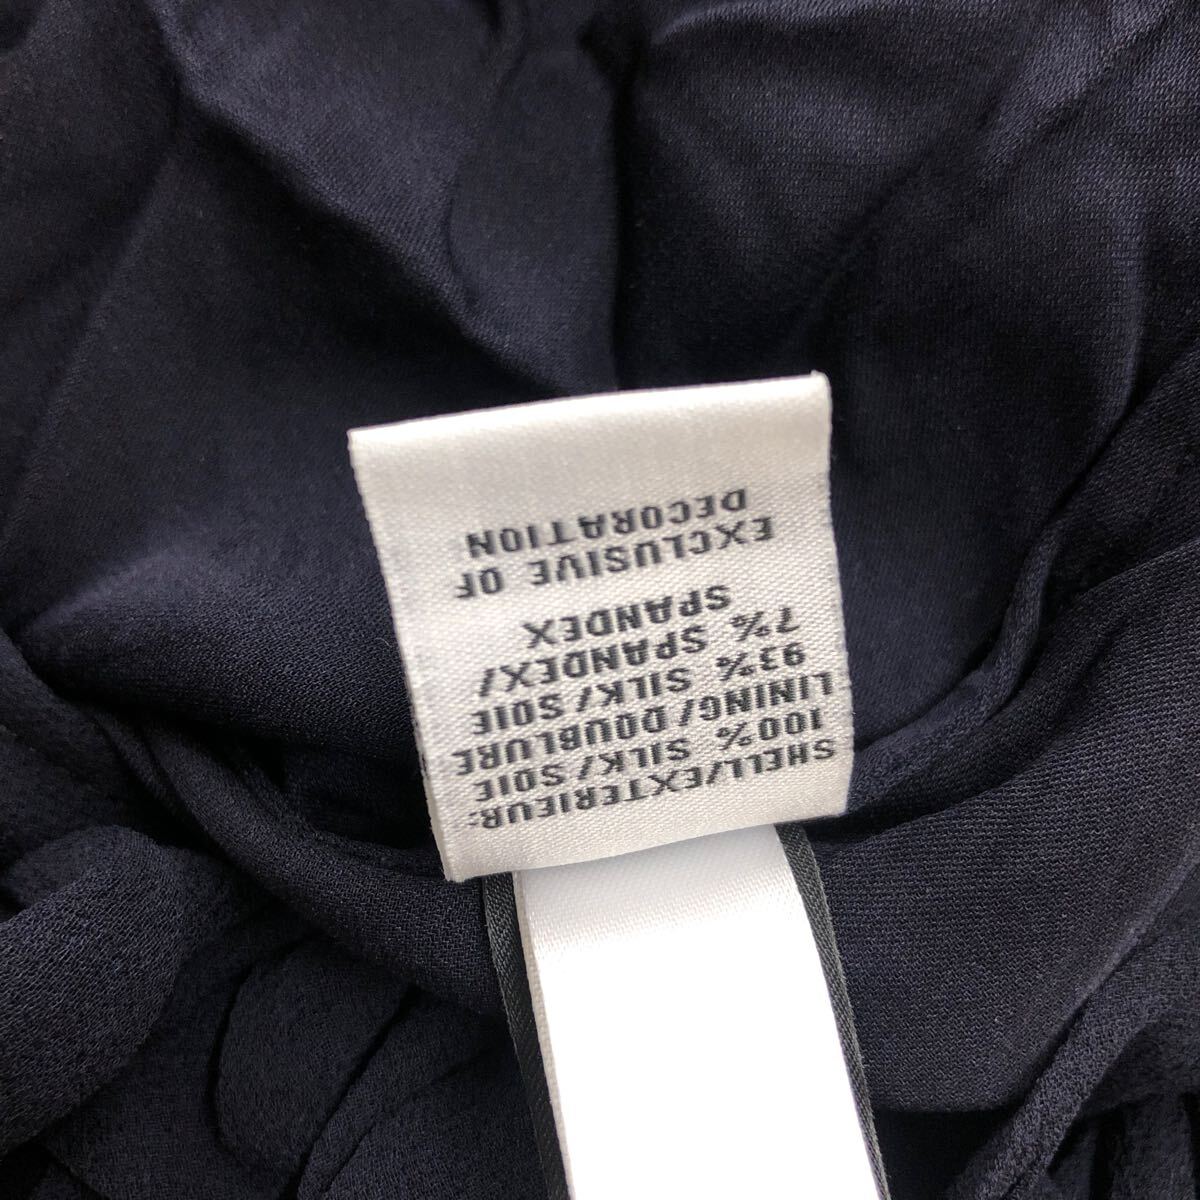 SHELL/EXTERIEUR:
100% SILK/SOIE
LINING/DOUBLURE
93% SILK/SOIE
7% SPANDEX/
SPANDEX
EXCLUSIVE OF
DECORATION